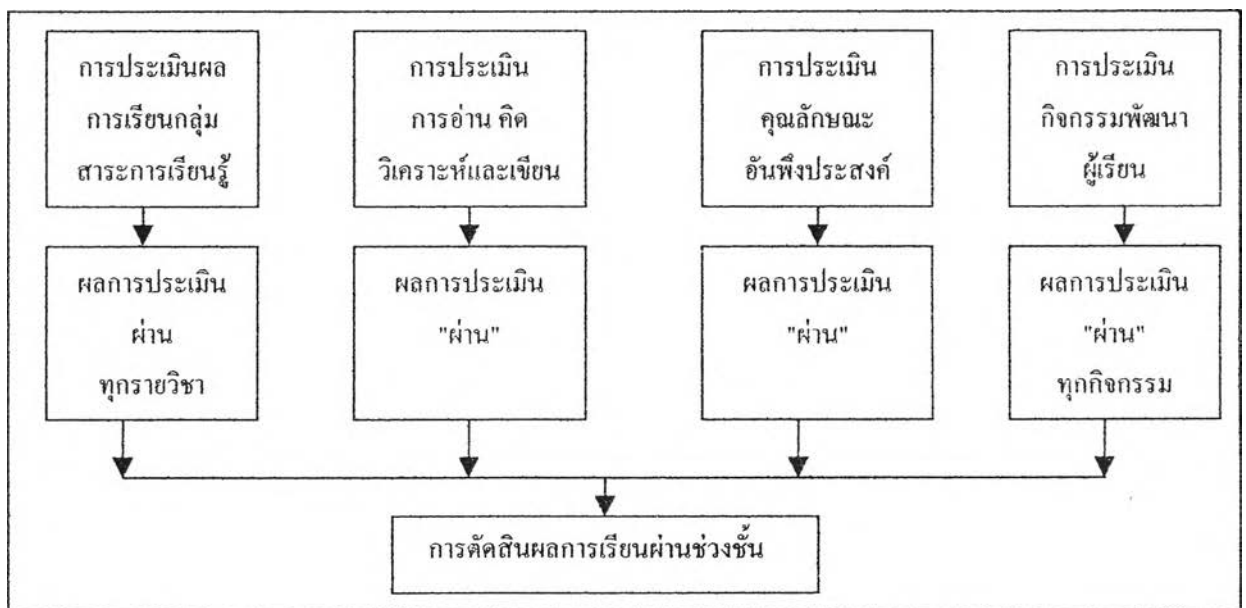 การประเมินผล
การเรียนกลุ่ม
สาระการเรียนรู้
การประเมิน
การอ่าน คิด
วิเคราะห์และเขียน
การประเมิน
คุณลักษณะ
อันพึงประสงค์
การประเมิน
กิจกรรมพัฒนา
ผู้เรียน
ผลการประเมิน
ผ่าน
ทุกรายวิชา
ผลการประเมิน
"ผ่าน"
ผลการประเมิน
"ผ่าน"
ผลการประเมิน
"ผ่าน"
ทุกกิจกรรม
การตัดสินผลการเรียนผ่านช่วงชั้น